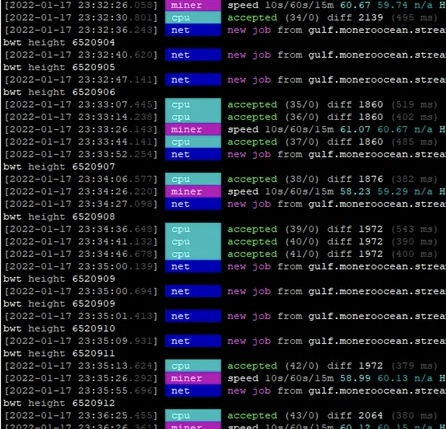 [2022-01-17 23:32:26.058] miner speed 10s/60s/15m 60.67 59.74 n/a H
[2022-01-17 23:32:30.801] cpu accepted (34/0) diff 2139 (495 ms)
[2022-01-17 23:32:36.243] net new job from gulf.moneroocean.strea
bwt height 6520904
[2022-01-17 23:32:40.620] net new job from gulf.moneroocean.strea
bwt height 6520905
[2022-01-17 23:32:47.141] net new job from gulf.moneroocean.strea
bwt height 6520906
[2022-01-17 23:33:07.445] cpu accepted (35/0) diff 1860 (519 ms)
[2022-01-17 23:33:14.238] cpu accepted (36/0) diff 1860 (402 ms)
[2022-01-17 23:33:26.143] miner speed 10s/60s/15m 61.07 60.67 n/a H
[2022-01-17 23:33:44.141] cpu accepted (37/0) diff 1860 (485 ms)
[2022-01-17 23:33:52.254] net new job from gulf.moneroocean.strea
bwt height 6520907
[2022-01-17 23:34:06.577] cpu accepted (38/0) diff 1876 (382 ms)
[2022-01-17 23:34:26.220] miner speed 10s/60s/15m 58.23 59.29 n/a H
[2022-01-17 23:34:27.098] net new job from gulf.moneroocean.strea
bwt height 6520908
[2022-01-17 23:34:36.648] cpu accepted (39/0) diff 1972 (543 ms)
[2022-01-17 23:34:41.132] cpu accepted (40/0) diff 1972 (390 ms)
[2022-01-17 23:34:46.678] cpu accepted (41/0) diff 1972 (400 ms)
[2022-01-17 23:35:00.139] net new job from gulf.moneroocean.strea
bwt height 6520909
[2022-01-17 23:35:00.694] net new job from gulf.moneroocean.strea
bwt height 6520909
[2022-01-17 23:35:01.413] net new job from gulf.moneroocean.strea
bwt height 6520910
[2022-01-17 23:35:09.931] net new job from gulf.moneroocean.strea
bwt height 6520911
[2022-01-17 23:35:13.624] cpu accepted (42/0) diff 1972 (379 ms)
[2022-01-17 23:35:26.292] miner speed 10s/60s/15m 58.99 60.13 n/a H
[2022-01-17 23:35:55.696] net new job from gulf.moneroocean.strea
bwt height 6520912
[2022-01-17 23:36:25.455] cpu accepted (43/0) diff 2064 (380 ms)
[2022-01-17 23:36:26.361] miner speed 10s/60s/15m 60.12 60.15 n/a H